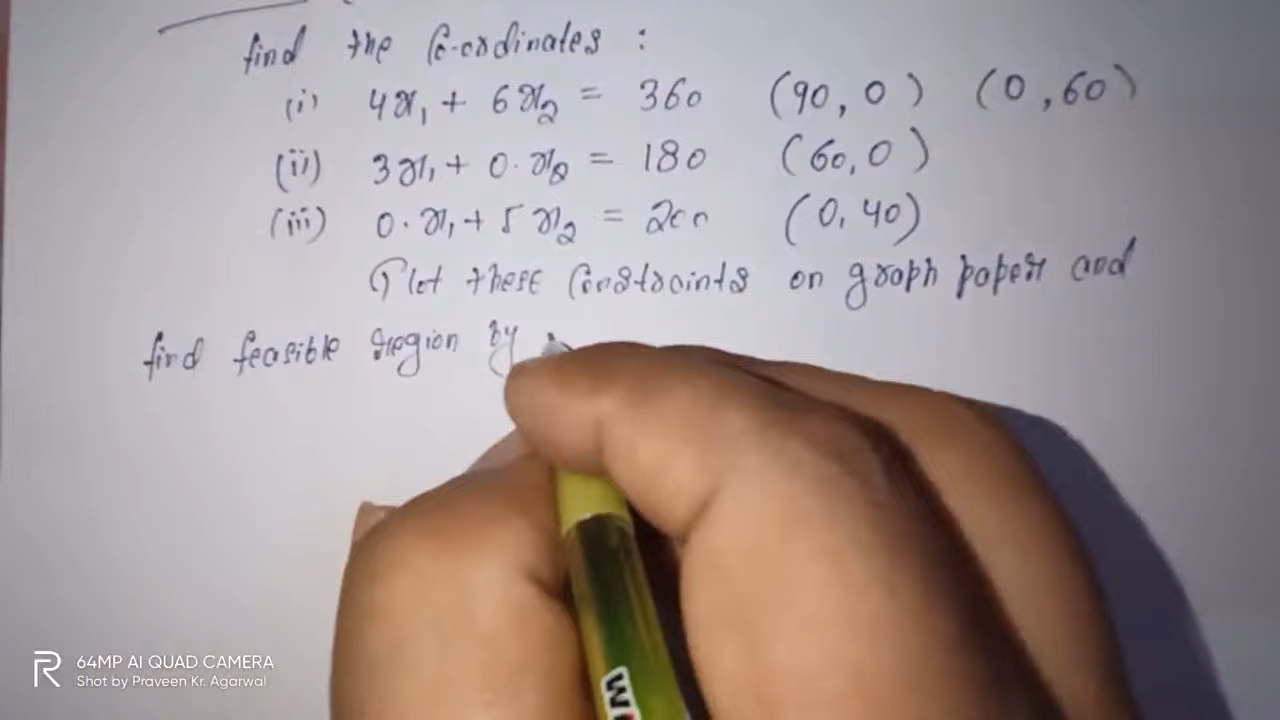 find the Co-ordinates :
(i) 4x₁ + 6x₂ = 360 (90, 0) (0, 60)
(ii) 3x₁ + 0.x₂ = 180 (60, 0)
(iii) 0.x₁ + 5x₂ = 200 (0, 40)
Plot these Constraints on graph paper and
find feasible region by
W
64MP AI QUAD CAMERA
Shot by Praveen Kr. Agarwal